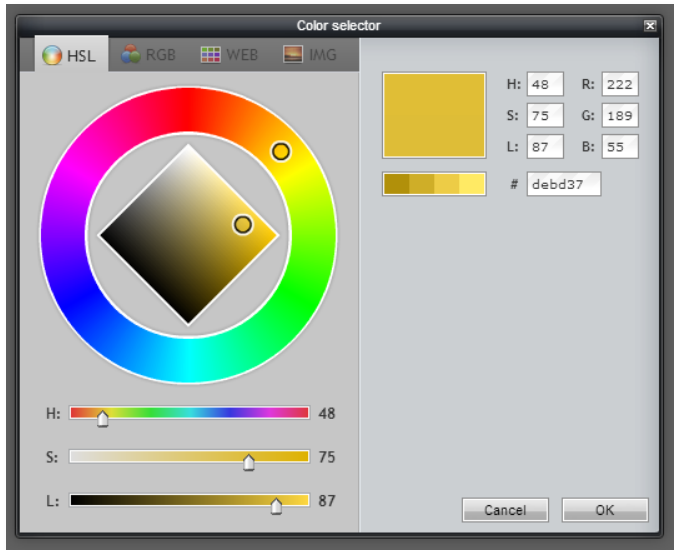 Color selector
HSL RGB WEB IMG
H: 48 R: 222
S: 75 G: 189
L: 87 B: 55
# debd37
H: 48
S: 75
L: 87
Cancel OK